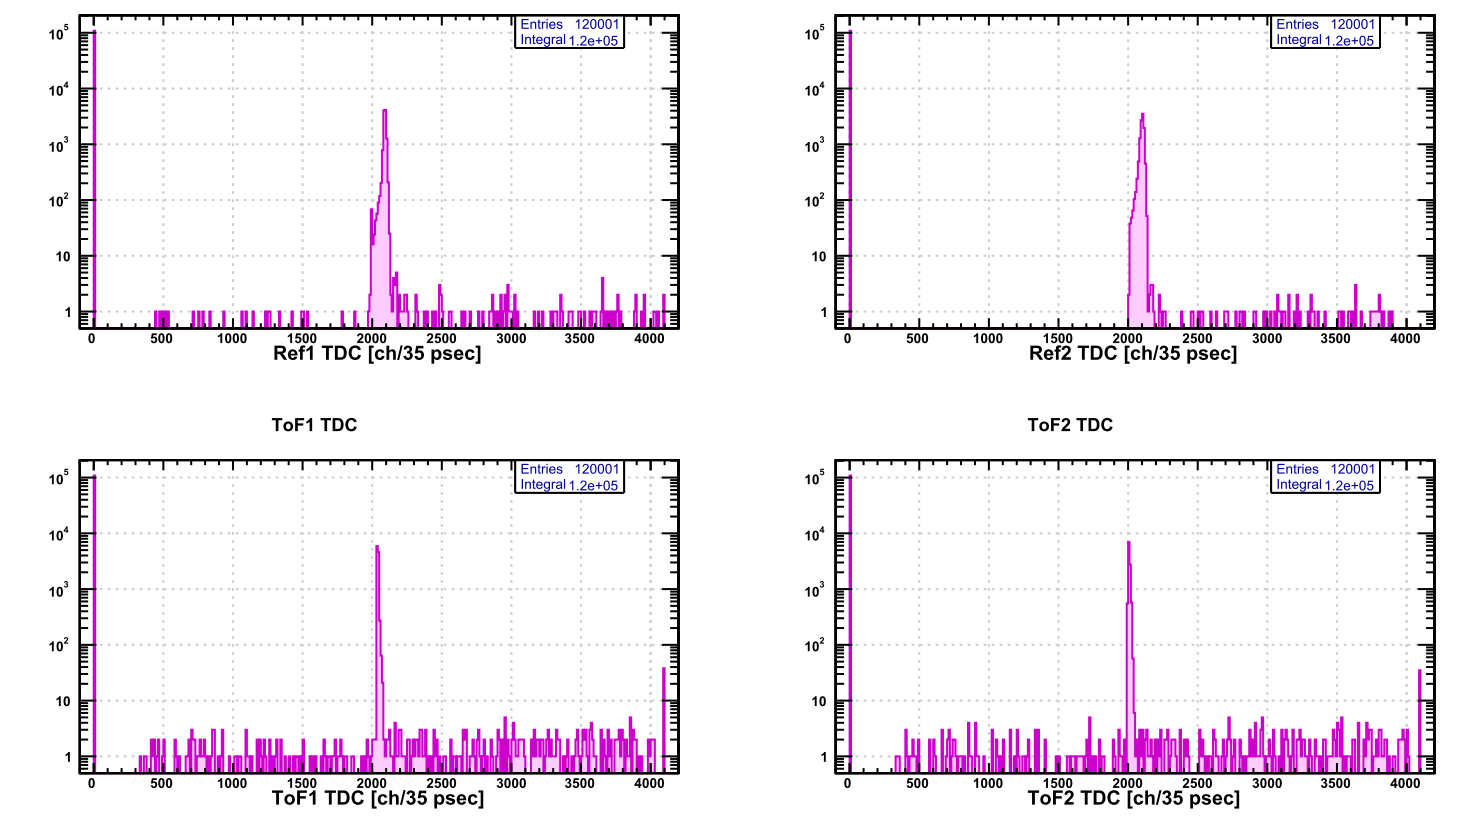 Entries 120001
Integral 1.2e+05
10^5
10^4
10^3
10^2
10
1
0 500 1000 1500 2000 2500 3000 3500 4000
Ref1 TDC [ch/35 psec]
Entries 120001
Integral 1.2e+05
10^5
10^4
10^3
10^2
10
1
0 500 1000 1500 2000 2500 3000 3500 4000
Ref2 TDC [ch/35 psec]
ToF1 TDC
Entries 120001
Integral 1.2e+05
10^5
10^4
10^3
10^2
10
1
0 500 1000 1500 2000 2500 3000 3500 4000
ToF1 TDC [ch/35 psec]
ToF2 TDC
Entries 120001
Integral 1.2e+05
10^5
10^4
10^3
10^2
10
1
0 500 1000 1500 2000 2500 3000 3500 4000
ToF2 TDC [ch/35 psec]